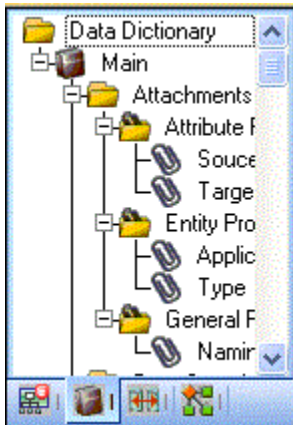 Data Dictionary
Main
Attachments
Attribute F
Souce
Targe
Entity Pro
Applic
Type
General F
Namin